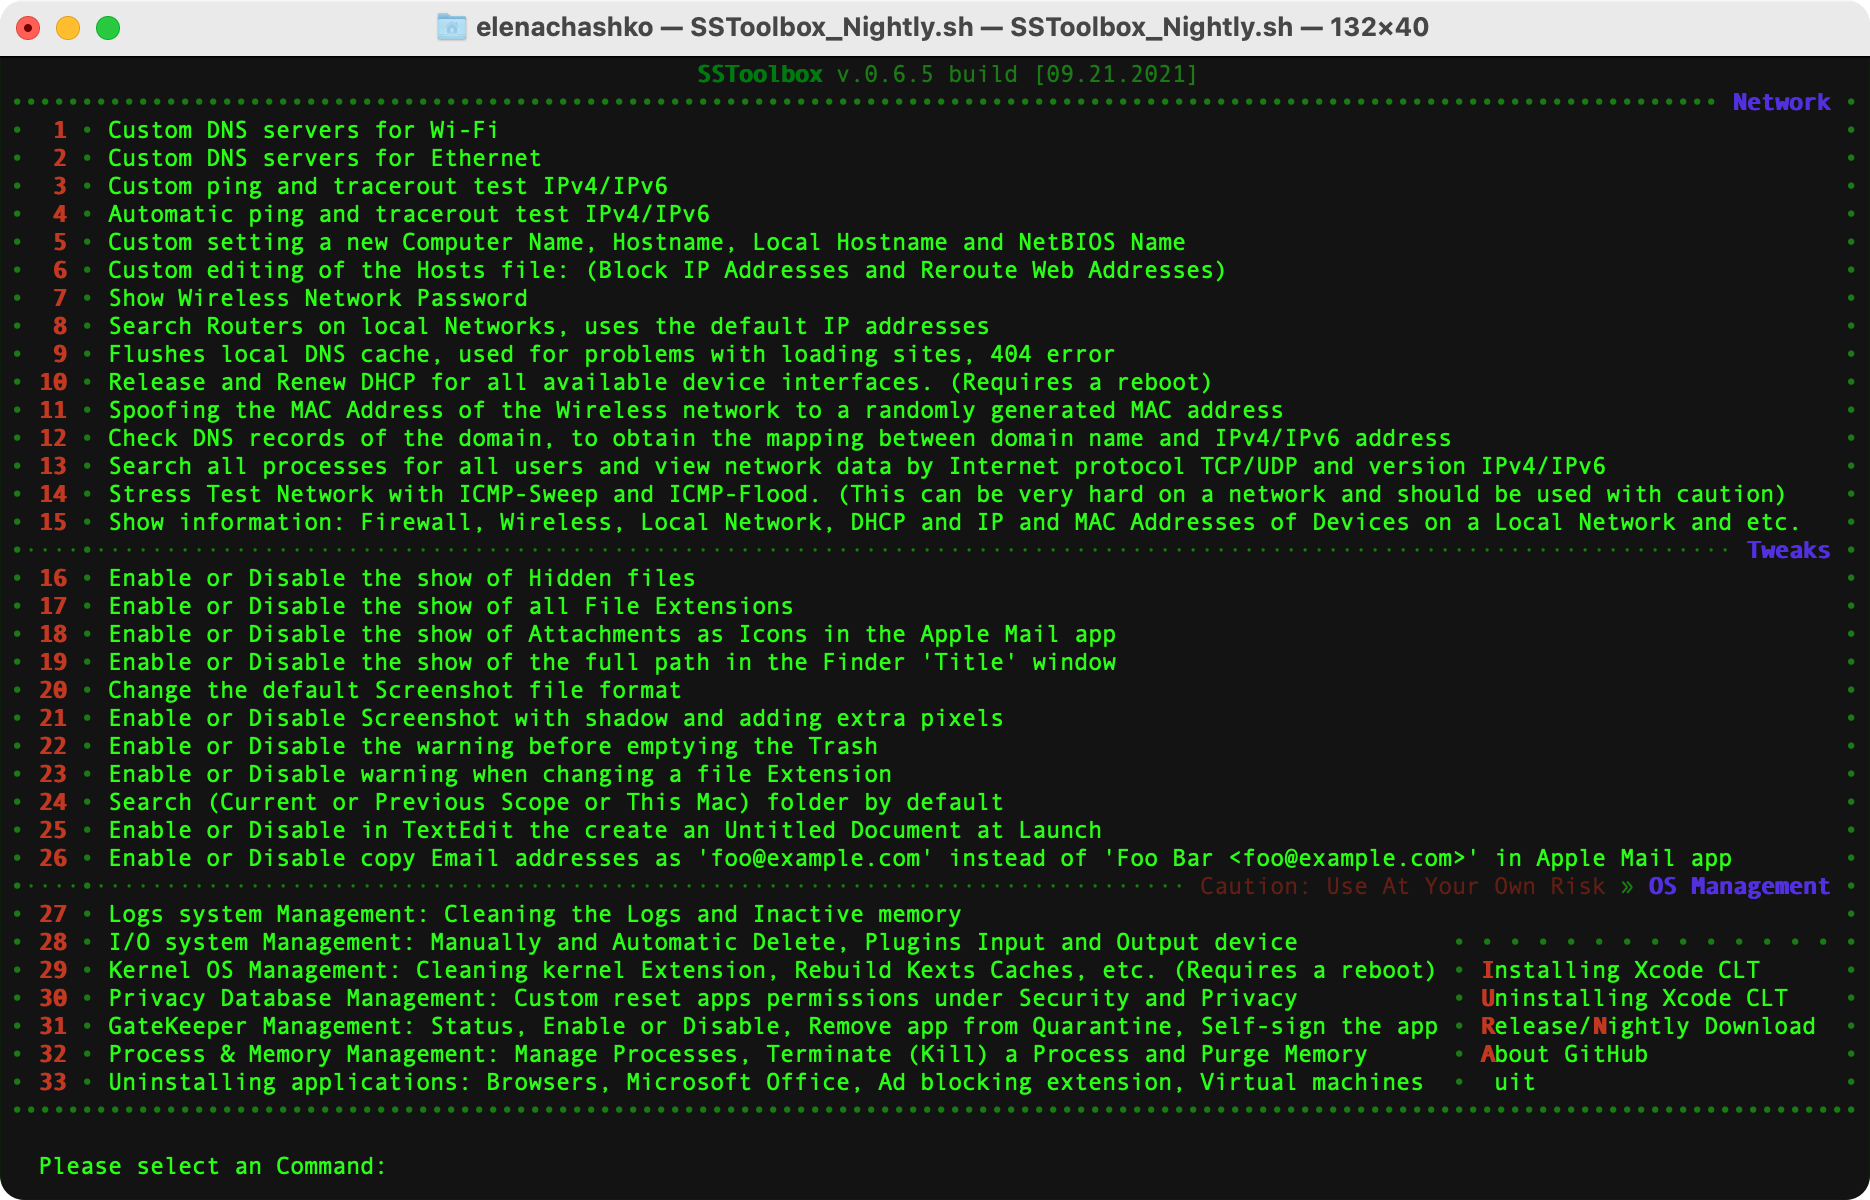 elenachashko — SSToolbox_Nightly.sh — SSToolbox_Nightly.sh — 132×40
SSToolbox v.0.6.5 build [09.21.2021]
Network
1 • Custom DNS servers for Wi-Fi
2 • Custom DNS servers for Ethernet
3 • Custom ping and tracerout test IPv4/IPv6
4 • Automatic ping and tracerout test IPv4/IPv6
5 • Custom setting a new Computer Name, Hostname, Local Hostname and NetBIOS Name
6 • Custom editing of the Hosts file: (Block IP Addresses and Reroute Web Addresses)
7 • Show Wireless Network Password
8 • Search Routers on local Networks, uses the default IP addresses
9 • Flushes local DNS cache, used for problems with loading sites, 404 error
10 • Release and Renew DHCP for all available device interfaces. (Requires a reboot)
11 • Spoofing the MAC Address of the Wireless network to a randomly generated MAC address
12 • Check DNS records of the domain, to obtain the mapping between domain name and IPv4/IPv6 address
13 • Search all processes for all users and view network data by Internet protocol TCP/UDP and version IPv4/IPv6
14 • Stress Test Network with ICMP-Sweep and ICMP-Flood. (This can be very hard on a network and should be used with caution)
15 • Show information: Firewall, Wireless, Local Network, DHCP and IP and MAC Addresses of Devices on a Local Network and etc.
Tweaks
16 • Enable or Disable the show of Hidden files
17 • Enable or Disable the show of all File Extensions
18 • Enable or Disable the show of Attachments as Icons in the Apple Mail app
19 • Enable or Disable the show of the full path in the Finder 'Title' window
20 • Change the default Screenshot file format
21 • Enable or Disable Screenshot with shadow and adding extra pixels
22 • Enable or Disable the warning before emptying the Trash
23 • Enable or Disable warning when changing a file Extension
24 • Search (Current or Previous Scope or This Mac) folder by default
25 • Enable or Disable in TextEdit the create an Untitled Document at Launch
26 • Enable or Disable copy Email addresses as 'foo@example.com' instead of 'Foo Bar <foo@example.com>' in Apple Mail app
Caution: Use At Your Own Risk » OS Management
27 • Logs system Management: Cleaning the Logs and Inactive memory
28 • I/O system Management: Manually and Automatic Delete, Plugins Input and Output device
29 • Kernel OS Management: Cleaning kernel Extension, Rebuild Kexts Caches, etc. (Requires a reboot) • Installing Xcode CLT
30 • Privacy Database Management: Custom reset apps permissions under Security and Privacy • Uninstalling Xcode CLT
31 • GateKeeper Management: Status, Enable or Disable, Remove app from Quarantine, Self-sign the app • Release/Nightly Download
32 • Process & Memory Management: Manage Processes, Terminate (Kill) a Process and Purge Memory • About GitHub
33 • Uninstalling applications: Browsers, Microsoft Office, Ad blocking extension, Virtual machines • uit
Please select an Command: